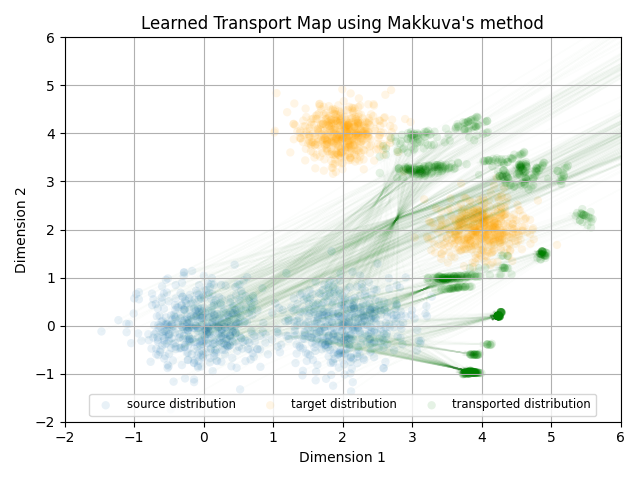 Learned Transport Map using Makkuva's method
6
5
4
3
2
1
0
−1
−2
Dimension 2
source distribution target distribution transported distribution
−2 −1 0 1 2 3 4 5 6
Dimension 1